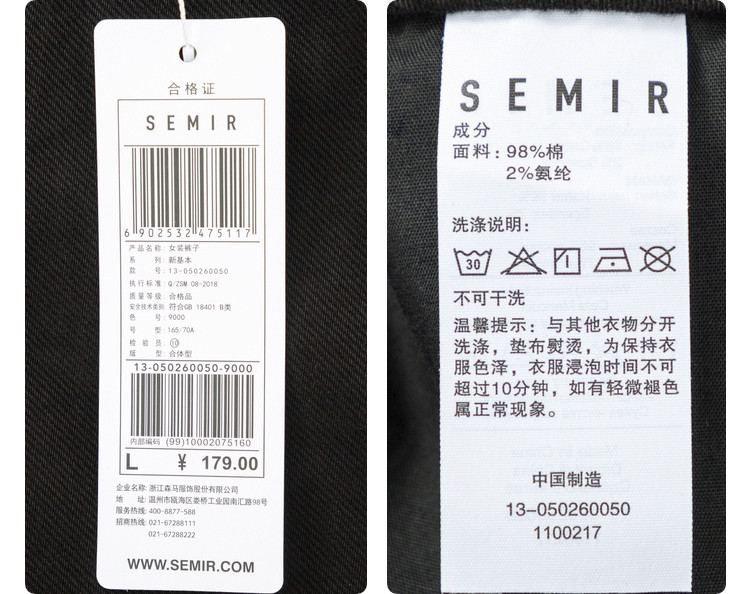 合格证
SEMIR
6 902532 475117
产品名称: 女装裤子
系 列: 新基本
款 号: 13-050260050
执行标准: Q/ZSM 08-2018
质量等级: 合格品
安全技术类别: 符合GB 18401 B类
色 号: 9000
号 型: 165/70A
检 验 员: ⑩
版 型: 合体型
13-050260050-9000
内部编码 (99)10002075160
L ¥ 179.00
企业名称: 浙江森马服饰股份有限公司
地 址: 温州市瓯海区娄桥工业园南汇路98号
服务热线: 400-8877-588
招商热线: 021-67288111
021-67288222
WWW.SEMIR.COM
SEMIR
成分
面料: 98%棉
2%氨纶
洗涤说明:
30
不可干洗
温馨提示: 与其他衣物分开
洗涤, 垫布熨烫, 为保持衣
服色泽, 衣服浸泡时间不可
超过10分钟, 如有轻微褪色
属正常现象。
中国制造
13-050260050
1100217